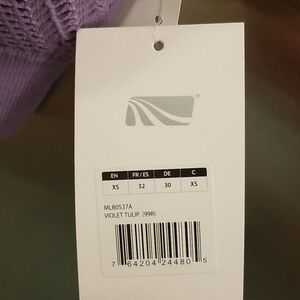 ®
EN FR/ES DE C
XS 32 30 XS
MLB0537A
VIOLET TULIP (99R)
7 64204 24480 5